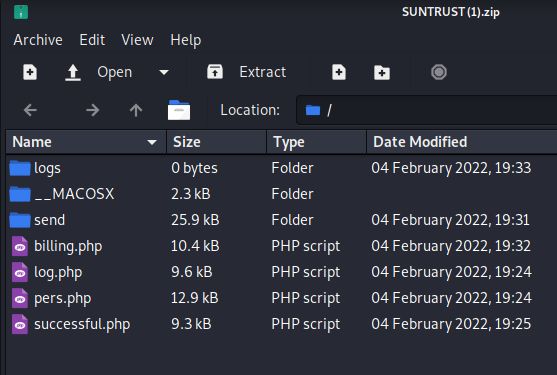 SUNTRUST(1).zip
Archive Edit View Help
Open Extract
Location: /
Name Size Type Date Modified
logs 0 bytes Folder 04 February 2022, 19:33
__MACOSX 2.3 kB Folder
send 25.9 kB Folder 04 February 2022, 19:31
billing.php 10.4 kB PHP script 04 February 2022, 19:32
log.php 9.6 kB PHP script 04 February 2022, 19:24
pers.php 12.9 kB PHP script 04 February 2022, 19:24
successful.php 9.3 kB PHP script 04 February 2022, 19:25